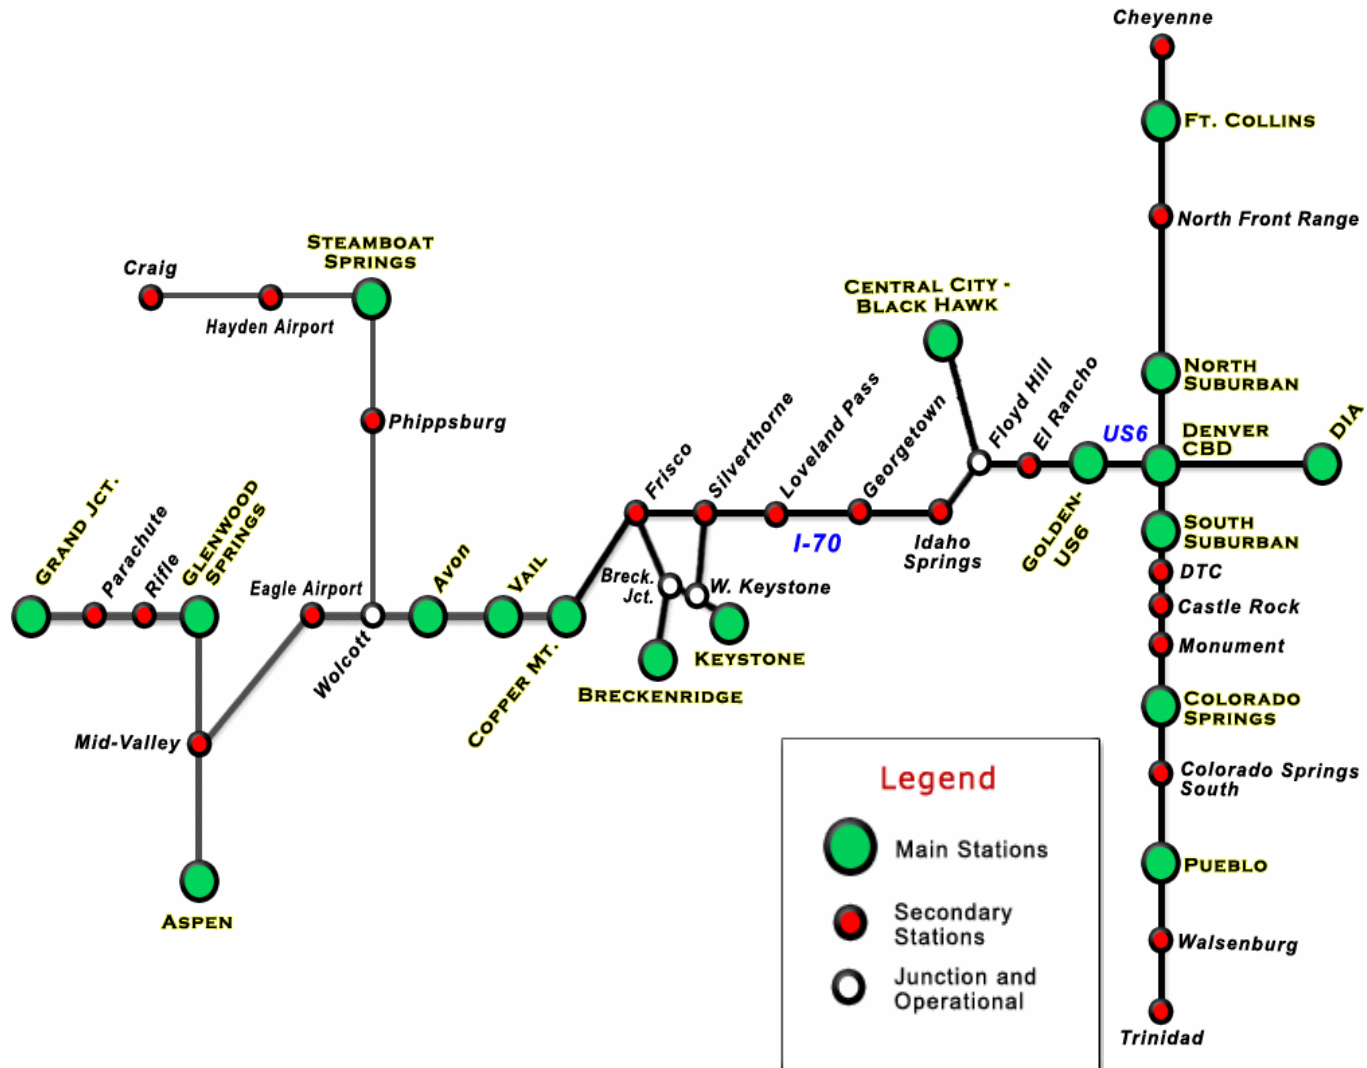 Cheyenne
FT. COLLINS
North Front Range
STEAMBOAT
SPRINGS
Craig
Hayden Airport
CENTRAL CITY -
BLACK HAWK
NORTH
SUBURBAN
Phippsburg
Frisco
Silverthorne
Loveland Pass
Georgetown
Floyd Hill
El Rancho
US6
DENVER
CBD
DIA
GRAND JCT.
Parachute
Rifle
GLENWOOD
SPRINGS
Eagle Airport
Avon
VAIL
I-70
Idaho
Springs
GOLDEN-
US6
SOUTH
SUBURBAN
DTC
Castle Rock
Monument
Breck.
Jct.
W. Keystone
Wolcott
COPPER MT.
KEYSTONE
BRECKENRIDGE
COLORADO
SPRINGS
Mid-Valley
Colorado Springs
South
PUEBLO
ASPEN
Walsenburg
Trinidad
Legend
Main Stations
Secondary
Stations
Junction and
Operational